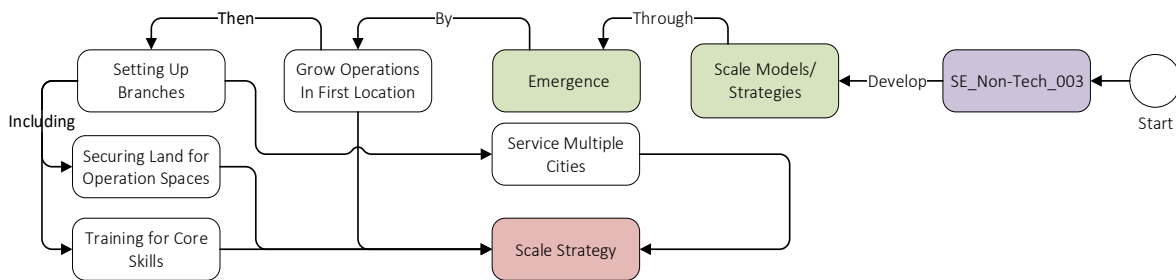 Then
By
Through
Setting Up
Branches
Grow Operations
In First Location
Emergence
Scale Models/
Strategies
Develop
SE_Non-Tech_003
Start
Including
Securing Land for
Operation Spaces
Service Multiple
Cities
Training for Core
Skills
Scale Strategy